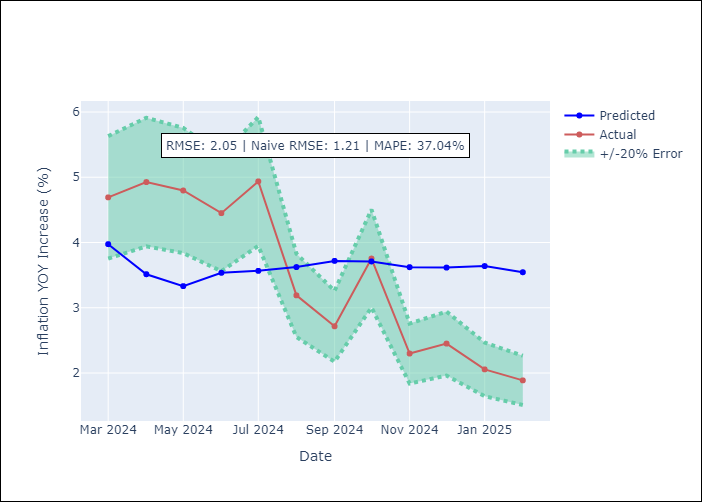 6
5
4
3
2
Inflation YOY Increase (%)
RMSE: 2.05 | Naive RMSE: 1.21 | MAPE: 37.04%
Predicted
Actual
+/-20% Error
Mar 2024
May 2024
Jul 2024
Sep 2024
Nov 2024
Jan 2025
Date